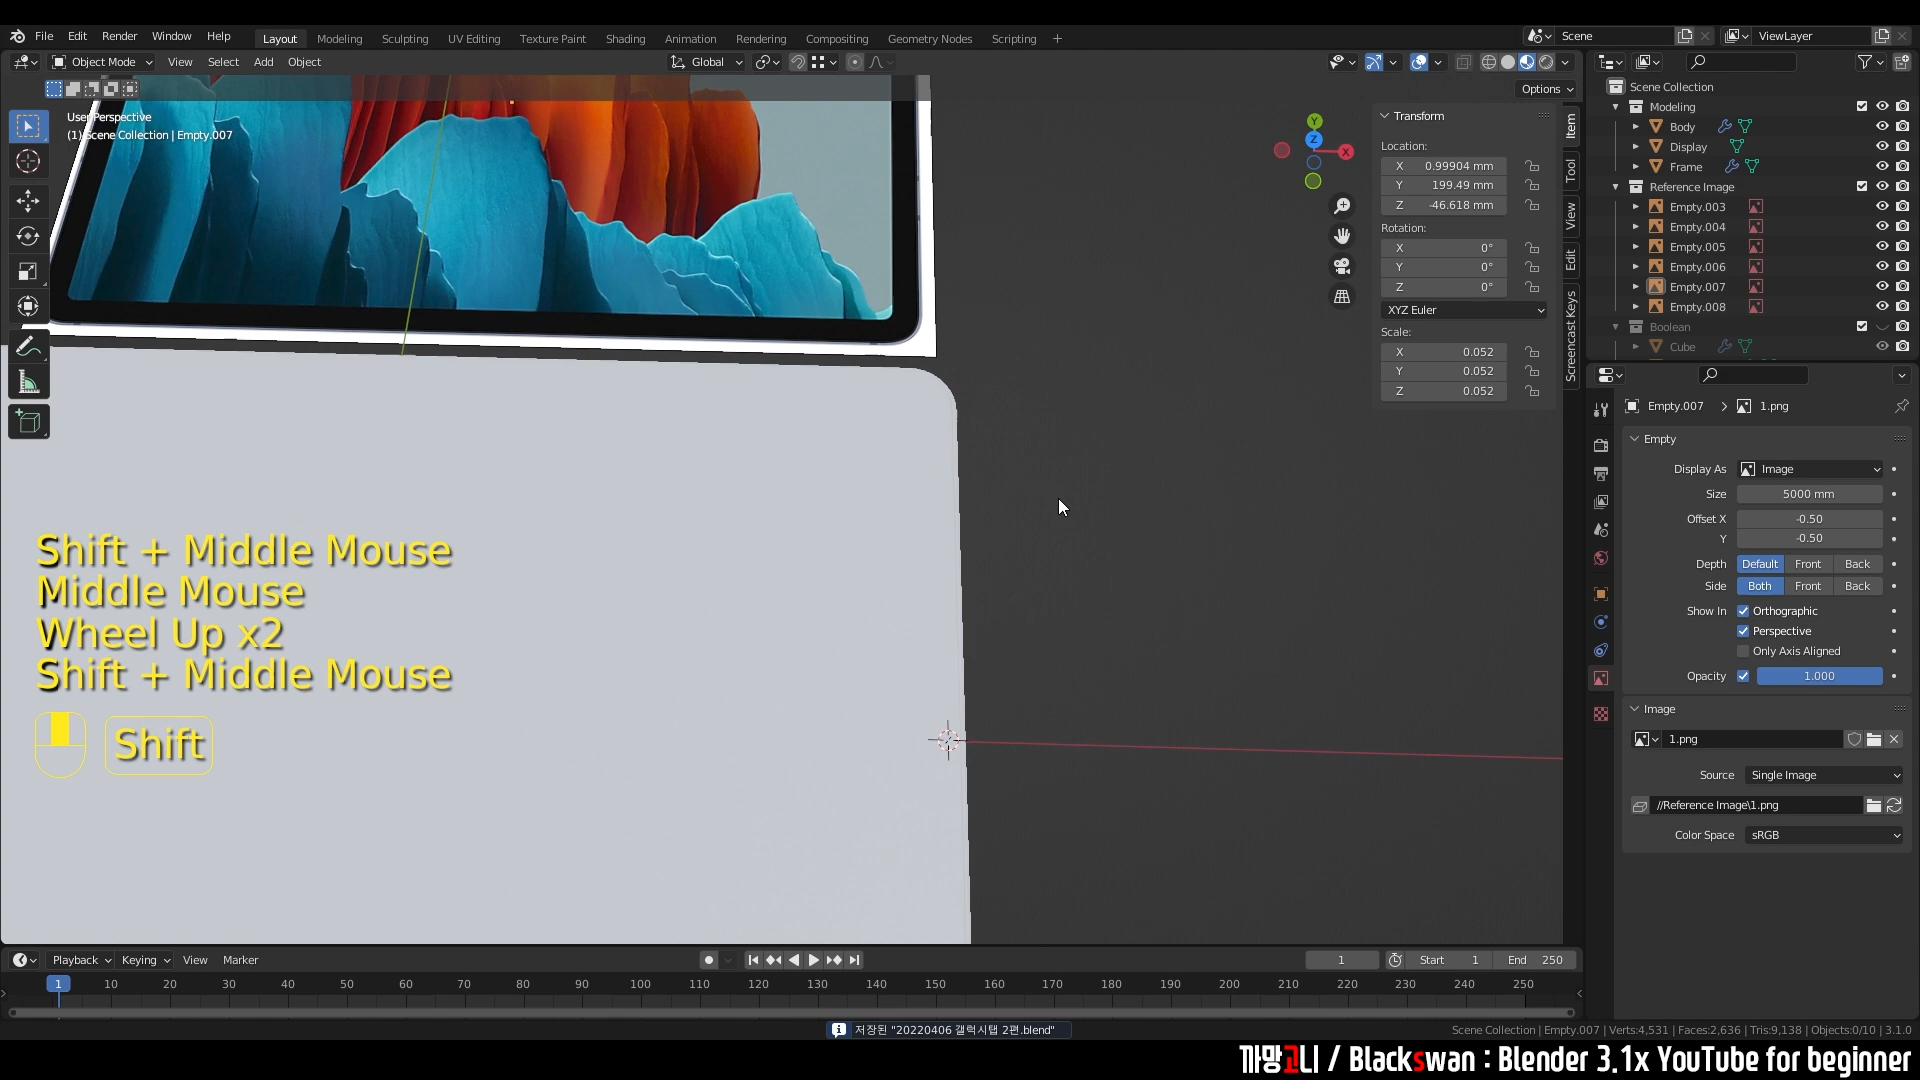 File Edit Render Window Help Layout Modeling Sculpting UV Editing Texture Paint Shading Animation Rendering Compositing Geometry Nodes Scripting Scene ViewLayer
Object Mode View Select Add Object Global
Options
User Perspective
(1) Scene Collection | Empty.007
Transform
Location:
X 0.99904 mm
Y 199.49 mm
Z -46.618 mm
Rotation:
X 0°
Y 0°
Z 0°
XYZ Euler
Scale:
X 0.052
Y 0.052
Z 0.052
Item
Tool
View
Edit
Screencast Keys
Y
Z
X
Scene Collection
Modeling
Body
Display
Frame
Reference Image
Empty.003
Empty.004
Empty.005
Empty.006
Empty.007
Empty.008
Boolean
Cube
Empty.007 > 1.png
Empty
Display As Image
Size 5000 mm
Offset X -0.50
Y -0.50
Depth Default Front Back
Side Both Front Back
Show In Orthographic
Perspective
Only Axis Aligned
Opacity 1.000
Image
1.png
Source Single Image
//Reference Image\1.png
Color Space sRGB
Shift + Middle Mouse
Middle Mouse
Wheel Up x2
Shift + Middle Mouse
Shift
Playback Keying View Marker 1 Start 1 End 250
1 10 20 30 40 50 60 70 80 90 100 110 120 130 140 150 160 170 180 190 200 210 220 230 240 250
저장된 "20220406 갤럭시탭 2편.blend"
Scene Collection | Empty.007 | Verts:4,531 | Faces:2,636 | Tris:9,138 | Objects:0/10 | 3.1.0
까망고니 / Blackswan : Blender 3.1x YouTube for beginner